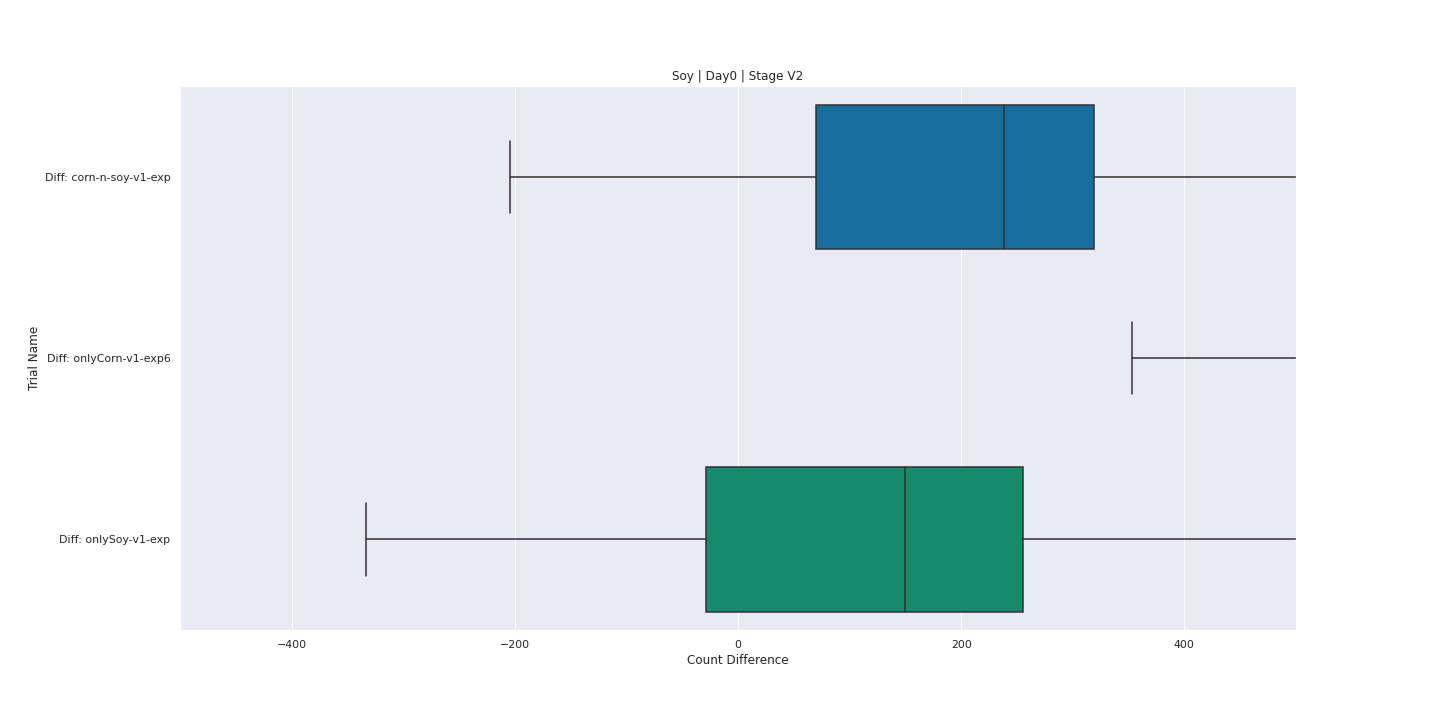 Soy | Day0 | Stage V2
Diff: corn-n-soy-v1-exp
Diff: onlyCorn-v1-exp6
Diff: onlySoy-v1-exp
Trial Name
−400
−200
0
200
400
Count Difference